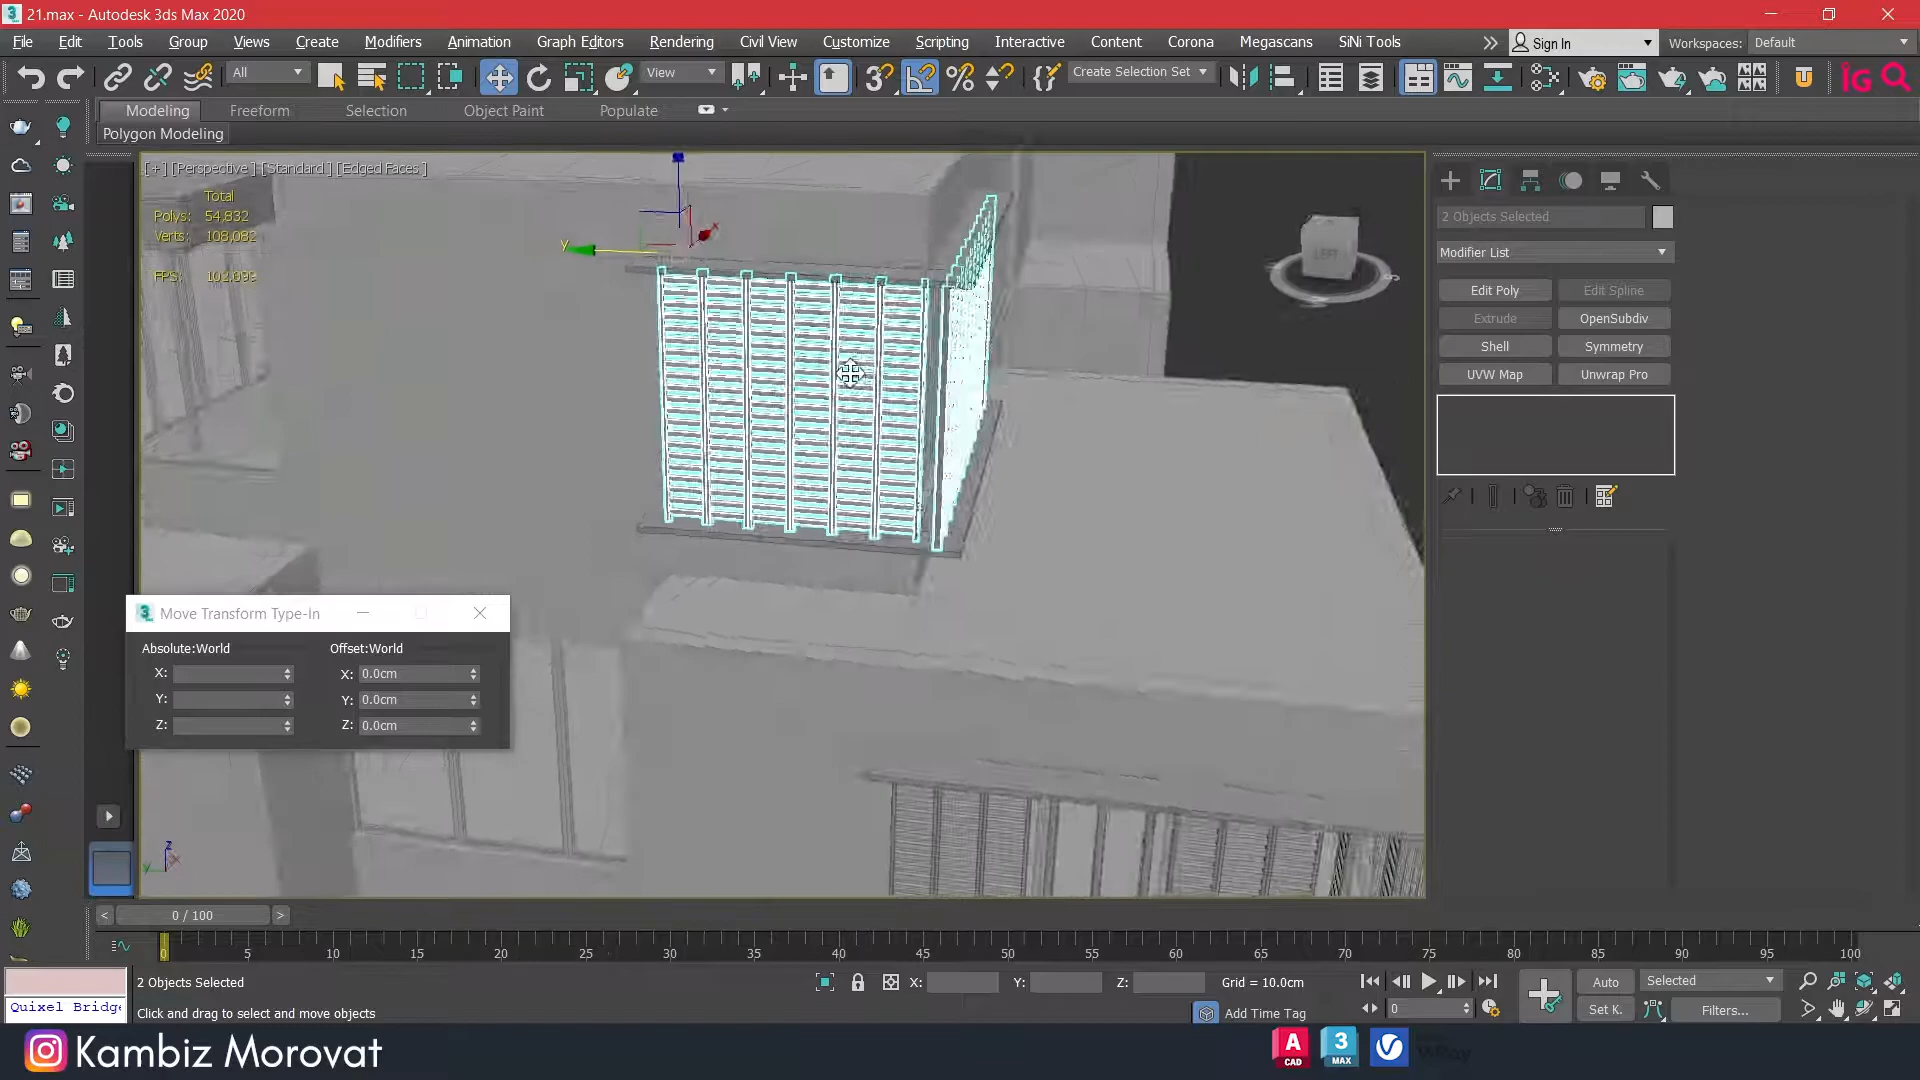 21.max - Autodesk 3ds Max 2020
File Edit Tools Group Views Create Modifiers Animation Graph Editors Rendering Civil View Customize Scripting Interactive Content Corona Megascans SiNi Tools Sign In Workspaces: Default
All View Create Selection Set IG
Modeling Freeform Selection Object Paint Populate
Polygon Modeling
[+] [Perspective ] [Standard ] [Edged Faces ]
Total
Polys: 54,832
Verts: 108,082
FPS:
y
x
LEFT
2 Objects Selected
Modifier List
Edit Poly Edit Spline
Extrude OpenSubdiv
Shell Symmetry
UVW Map Unwrap Pro
Move Transform Type-In
Absolute:World Offset:World
X: X: 0.0cm
Y: Y: 0.0cm
Z: Z: 0.0cm
z
y x
< 0 / 100 >
0 5 10 15 20 25 30 35 40 45 50 55 60 65 70 75 80 85 90 95 100
2 Objects Selected X: Y: Z: Grid = 10.0cm Auto Selected
Quixel Bridge
Click and drag to select and move objects Add Time Tag 0 Set K. Filters...
Kambiz Morovat
A CAD 3 MAX